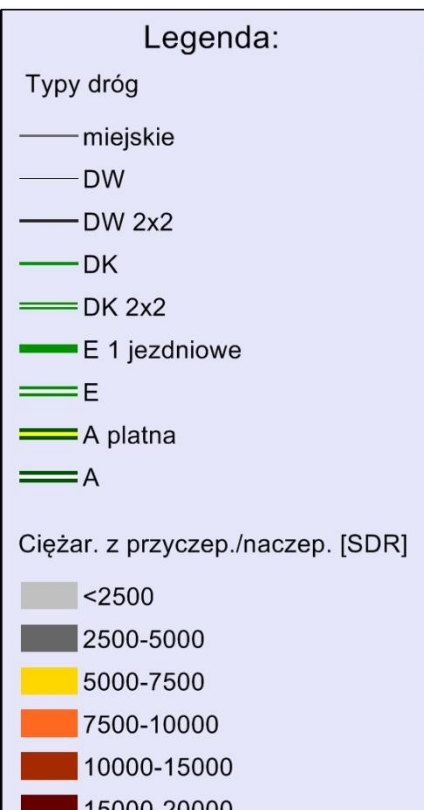 Legenda:
Typy dróg
miejskie
DW
DW 2x2
DK
DK 2x2
E 1 jezdniowe
E
A płatna
A
Ciężar. z przyczep./naczep. [SDR]
<2500
2500-5000
5000-7500
7500-10000
10000-15000
15000-20000